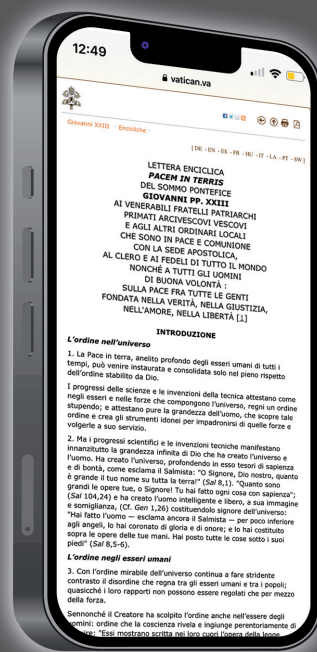 12:49
vatican.va
Giovanni XXIII - Encicliche -
[ DE - EN - ES - FR - HU - IT - LA - PT - SW ]
LETTERA ENCICLICA
PACEM IN TERRIS
DEL SOMMO PONTEFICE
GIOVANNI PP. XXIII
AI VENERABILI FRATELLI PATRIARCHI
PRIMATI ARCIVESCOVI VESCOVI
E AGLI ALTRI ORDINARI LOCALI
CHE SONO IN PACE E COMUNIONE
CON LA SEDE APOSTOLICA,
AL CLERO E AI FEDELI DI TUTTO IL MONDO
NONCHÉ A TUTTI GLI UOMINI
DI BUONA VOLONTÀ :
SULLA PACE FRA TUTTE LE GENTI
FONDATA NELLA VERITÀ, NELLA GIUSTIZIA,
NELL'AMORE, NELLA LIBERTÀ [1]
INTRODUZIONE
L'ordine nell'universo
1. La Pace in terra, anelito profondo degli esseri umani di tutti i
tempi, può venire instaurata e consolidata solo nel pieno rispetto
dell'ordine stabilito da Dio.
I progressi delle scienze e le invenzioni della tecnica attestano come
negli esseri e nelle forze che compongono l'universo, regni un ordine
stupendo; e attestano pure la grandezza dell'uomo, che scopre tale
ordine e crea gli strumenti idonei per impadronirsi di quelle forze e
volgerle a suo servizio.
2. Ma i progressi scientifici e le invenzioni tecniche manifestano
innanzitutto la grandezza infinita di Dio che ha creato l'universo e
l'uomo. Ha creato l'universo, profondendo in esso tesori di sapienza
e di bontà, come esclama il Salmista: "O Signore, Dio nostro, quanto
è grande il tuo nome su tutta la terra!" (Sal 8,1). "Quanto sono
grandi le opere tue, o Signore! Tu hai fatto ogni cosa con sapienza";
(Sal 104,24) e ha creato l'uomo intelligente e libero, a sua immagine
e somiglianza, (Cf. Gen 1,26) costituendolo signore dell'universo:
"Hai fatto l'uomo — esclama ancora il Salmista — per poco inferiore
agli angeli, lo hai coronato di gloria e di onore; e lo hai costituito
sopra le opere delle tue mani. Hai posto tutte le cose sotto i suoi
piedi" (Sal 8,5-6).
L'ordine negli esseri umani
3. Con l'ordine mirabile dell'universo continua a fare stridente
contrasto il disordine che regna tra gli esseri umani e tra i popoli;
quasicché i loro rapporti non possono essere regolati che per mezzo
della forza.
Sennonché il Creatore ha scolpito l'ordine anche nell'essere degli
uomini: ordine che la coscienza rivela e ingiunge perentoriamente di
"Essi mostrano scritta nei loro cuori l'opera della legge